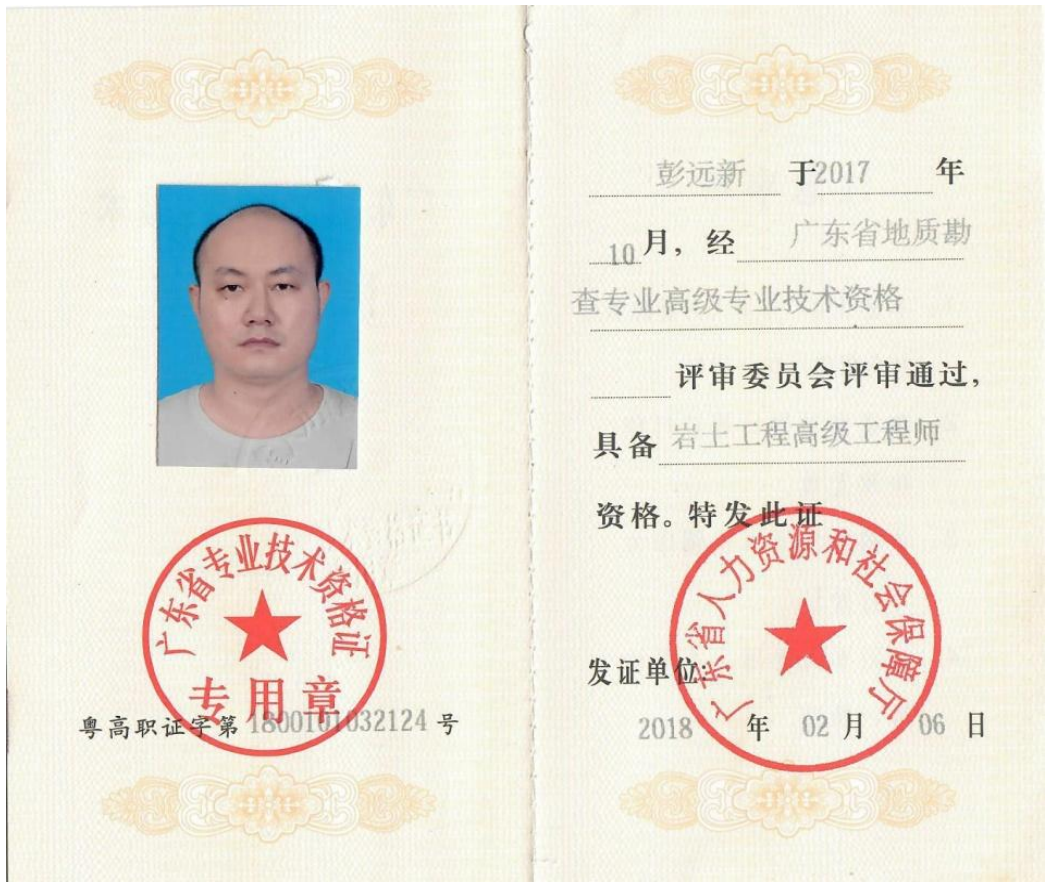 广东省专业技术资格证
专用章
粤高职证字第 1800101032124 号
彭远新 于2017 年
10 月，经 广东省地质勘
查专业高级专业技术资格
评审委员会评审通过，
具备 岩土工程高级工程师
资格。特发此证
广东省人力资源和社会保障厅
发证单位：
2018 年 02 月 06 日